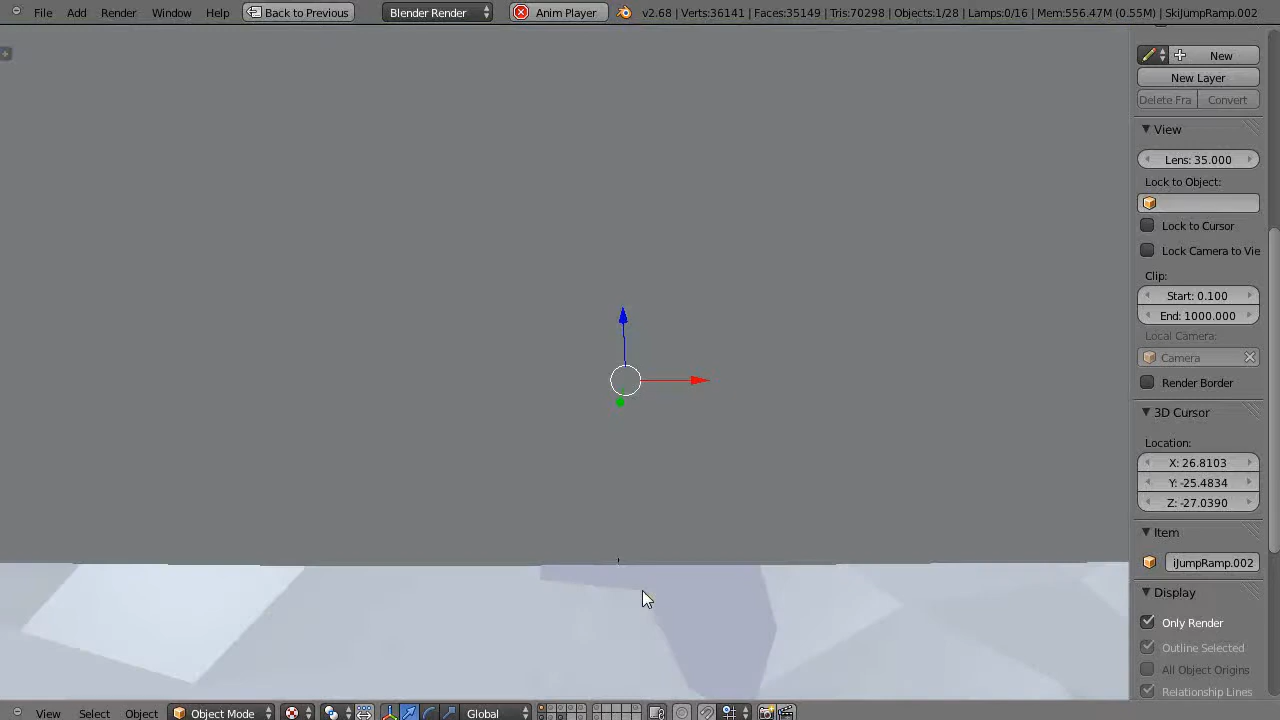 File Add Render Window Help Back to Previous Blender Render Anim Player v2.68 | Verts:36141 | Faces:35149 | Tris:70298 | Objects:1/28 | Lamps:0/16 | Mem:556.47M (0.55M) | SkiJumpRamp.002
New
New Layer
Delete Fra Convert
View
Lens: 35.000
Lock to Object:
Lock to Cursor
Lock Camera to Vie
Clip:
Start: 0.100
End: 1000.000
Local Camera:
Camera
Render Border
3D Cursor
Location:
X: 26.8103
Y: -25.4834
Z: -27.0390
Item
iJumpRamp.002
Display
Only Render
Outline Selected
All Object Origins
Relationship Lines
View Select Object Object Mode Global